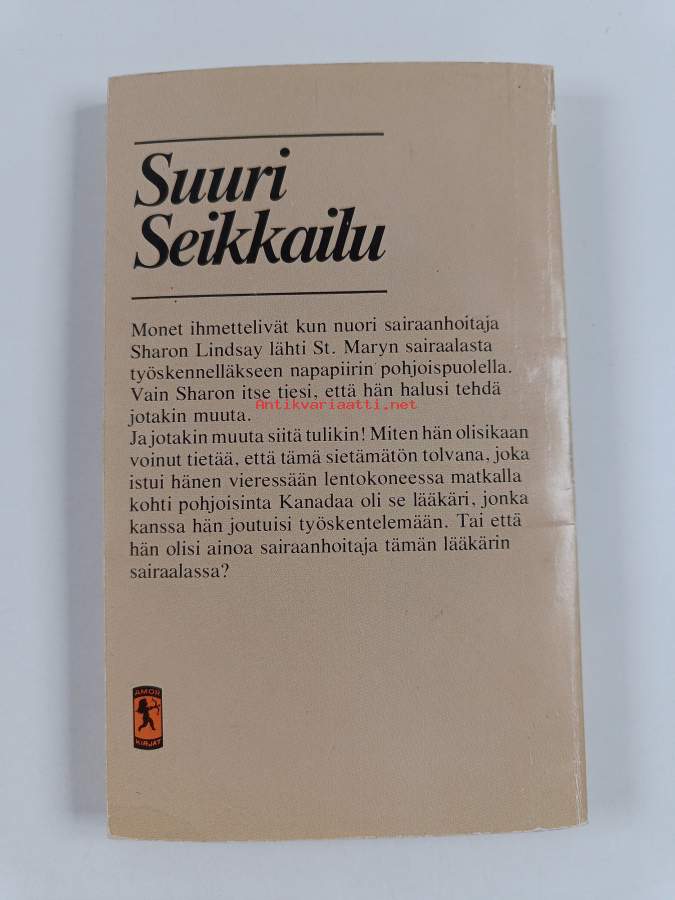 Suuri
Seikkailu
Monet ihmettelivät kun nuori sairaanhoitaja
Sharon Lindsay lähti St. Maryn sairaalasta
työskennelläkseen napapiirin pohjoispuolella.
Vain Sharon itse tiesi, että hän halusi tehdä
jotakin muuta.
Antikvariaatti.net
Ja jotakin muuta siitä tulikin! Miten hän olisikaan
voinut tietää, että tämä sietämätön tolvana, joka
istui hänen vieressään lentokoneessa matkalla
kohti pohjoisinta Kanadaa oli se lääkäri, jonka
kanssa hän joutuisi työskentelemään. Tai että
hän olisi ainoa sairaanhoitaja tämän lääkärin
sairaalassa?
AMOR
KIRJAT